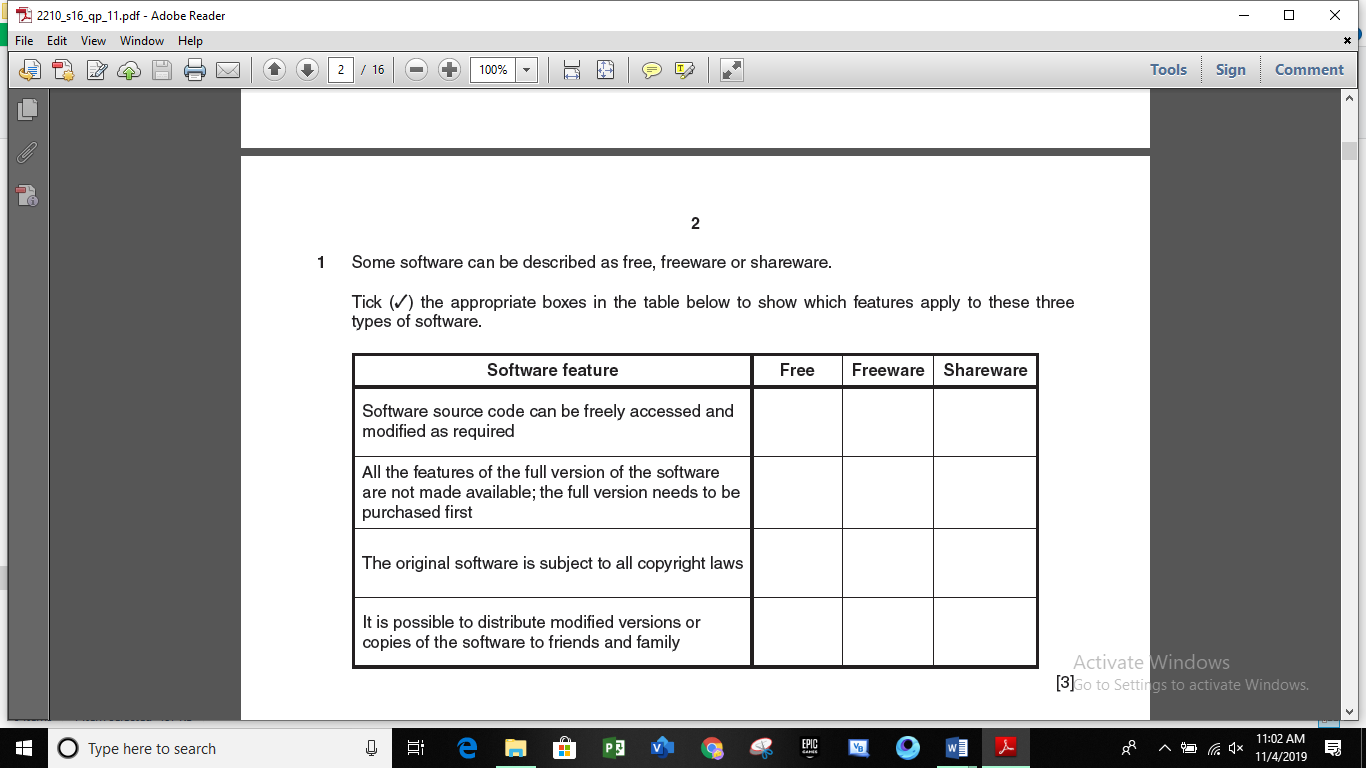 2210_s16_qp_11.pdf - Adobe Reader
File Edit View Window Help
2 / 16 100% Tools Sign Comment
2
1 Some software can be described as free, freeware or shareware.
Tick (✓) the appropriate boxes in the table below to show which features apply to these three
types of software.
Software feature Free Freeware Shareware
Software source code can be freely accessed and
modified as required
All the features of the full version of the software
are not made available; the full version needs to be
purchased first
The original software is subject to all copyright laws
It is possible to distribute modified versions or
copies of the software to friends and family
Activate Windows
[3]
Go to Settings to activate Windows.
Type here to search
EPIC
GAMES
VB
11:02 AM
11/4/2019